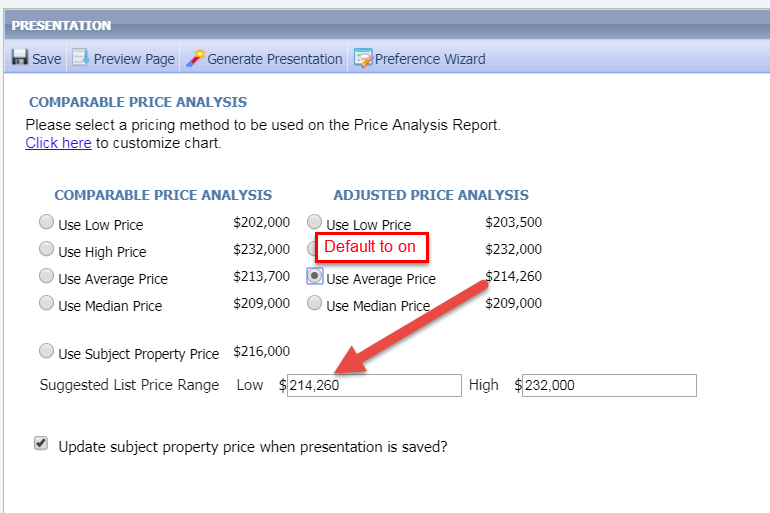 PRESENTATION
Save Preview Page Generate Presentation Preference Wizard
COMPARABLE PRICE ANALYSIS
Please select a pricing method to be used on the Price Analysis Report.
Click here to customize chart.
COMPARABLE PRICE ANALYSIS ADJUSTED PRICE ANALYSIS
Use Low Price $202,000 Use Low Price $203,500
Use High Price $232,000 Default to on $232,000
Use Average Price $213,700 Use Average Price $214,260
Use Median Price $209,000 Use Median Price $209,000
Use Subject Property Price $216,000
Suggested List Price Range Low $214,260 High $232,000
Update subject property price when presentation is saved?